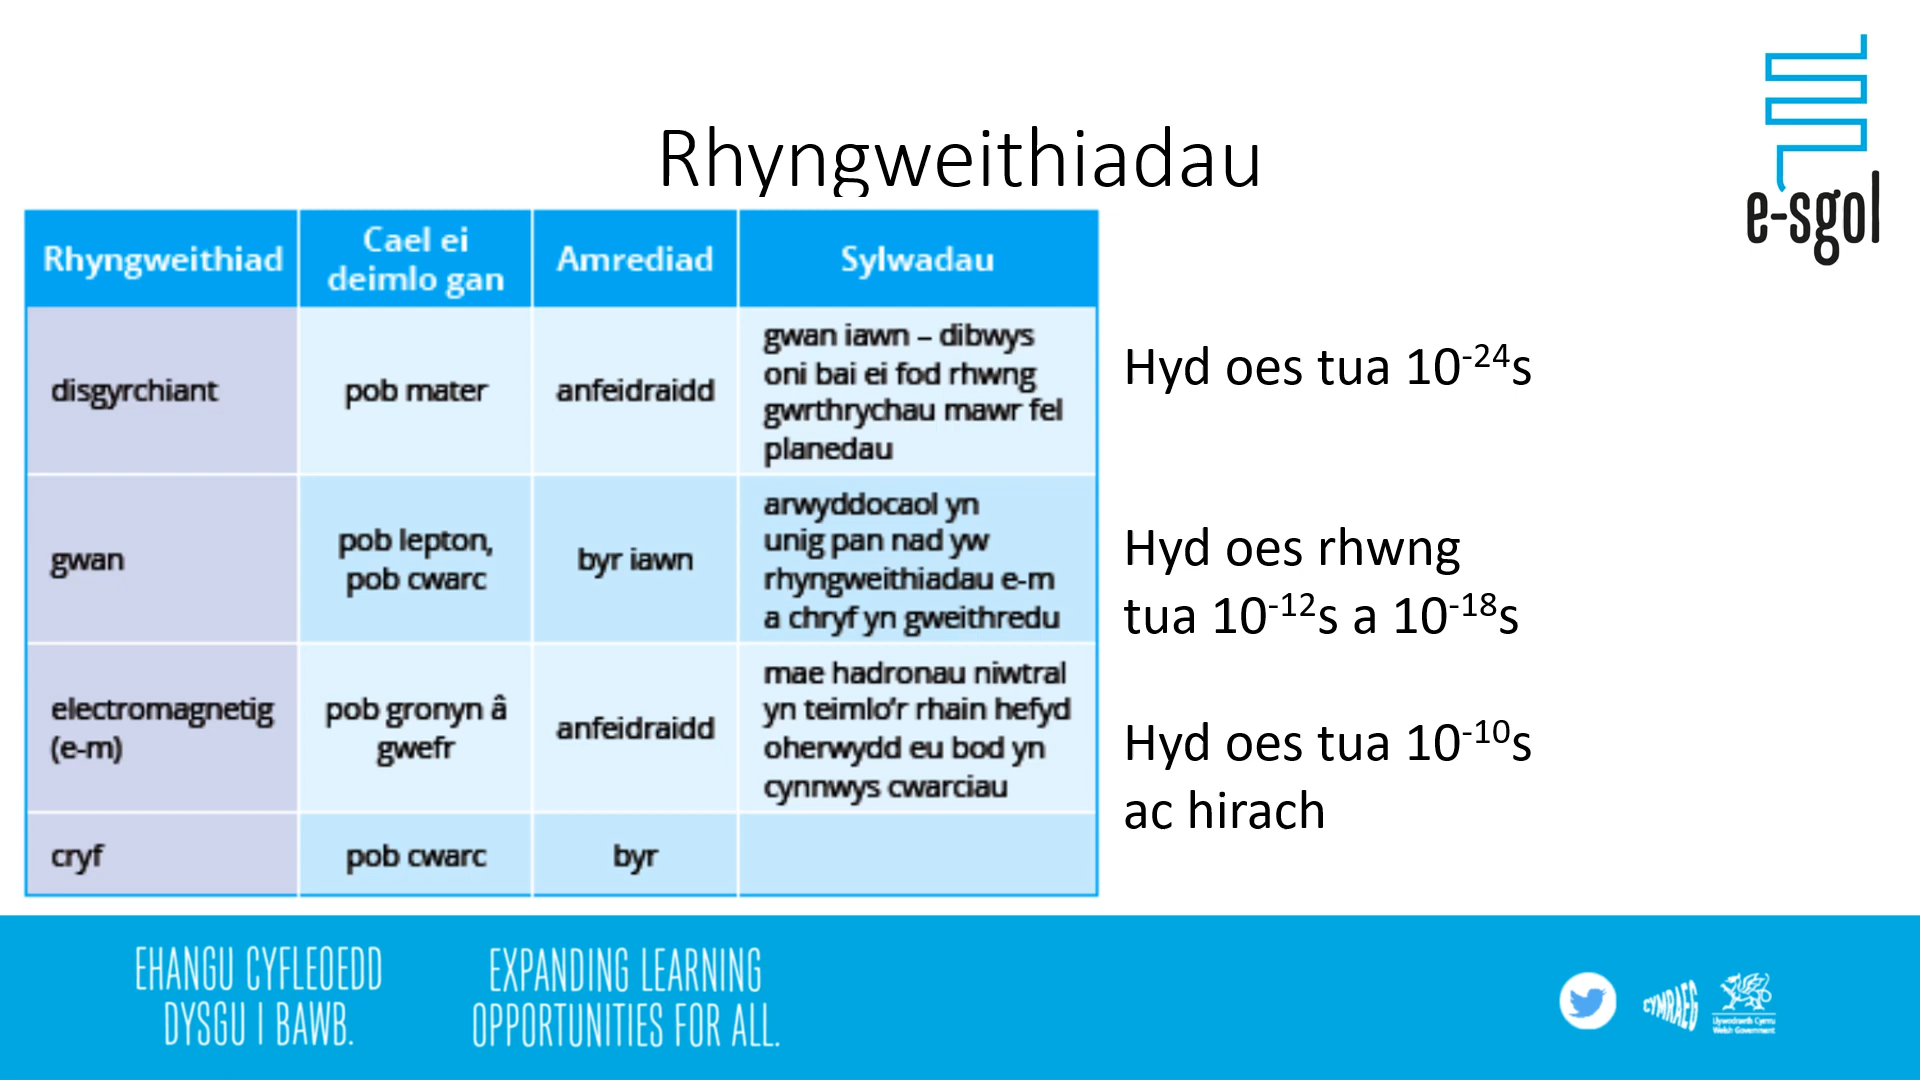 Rhyngweithiadau
e-sgol
Rhyngweithiad
Cael ei
deimlo gan
Amrediad
Sylwadau
disgyrchiant
pob mater
anfeidraidd
gwan iawn – dibwys
oni bai ei fod rhwng
gwrthrychau mawr fel
planedau
gwan
pob lepton,
pob cwarc
byr iawn
arwyddocaol yn
unig pan nad yw
rhyngweithiadau e-m
a chryf yn gweithredu
electromagnetig
(e-m)
pob gronyn â
gwefr
anfeidraidd
mae hadronau niwtral
yn teimlo'r rhain hefyd
oherwydd eu bod yn
cynnwys cwarciau
cryf
pob cwarc
byr
Hyd oes tua 10⁻²⁴s
Hyd oes rhwng
tua 10⁻¹²s a 10⁻¹⁸s
Hyd oes tua 10⁻¹⁰s
ac hirach
EHANGU CYFLEOEDD
DYSGU I BAWB.
EXPANDING LEARNING
OPPORTUNITIES FOR ALL.
CYMRAEG
Llywodraeth Cymru
Welsh Government